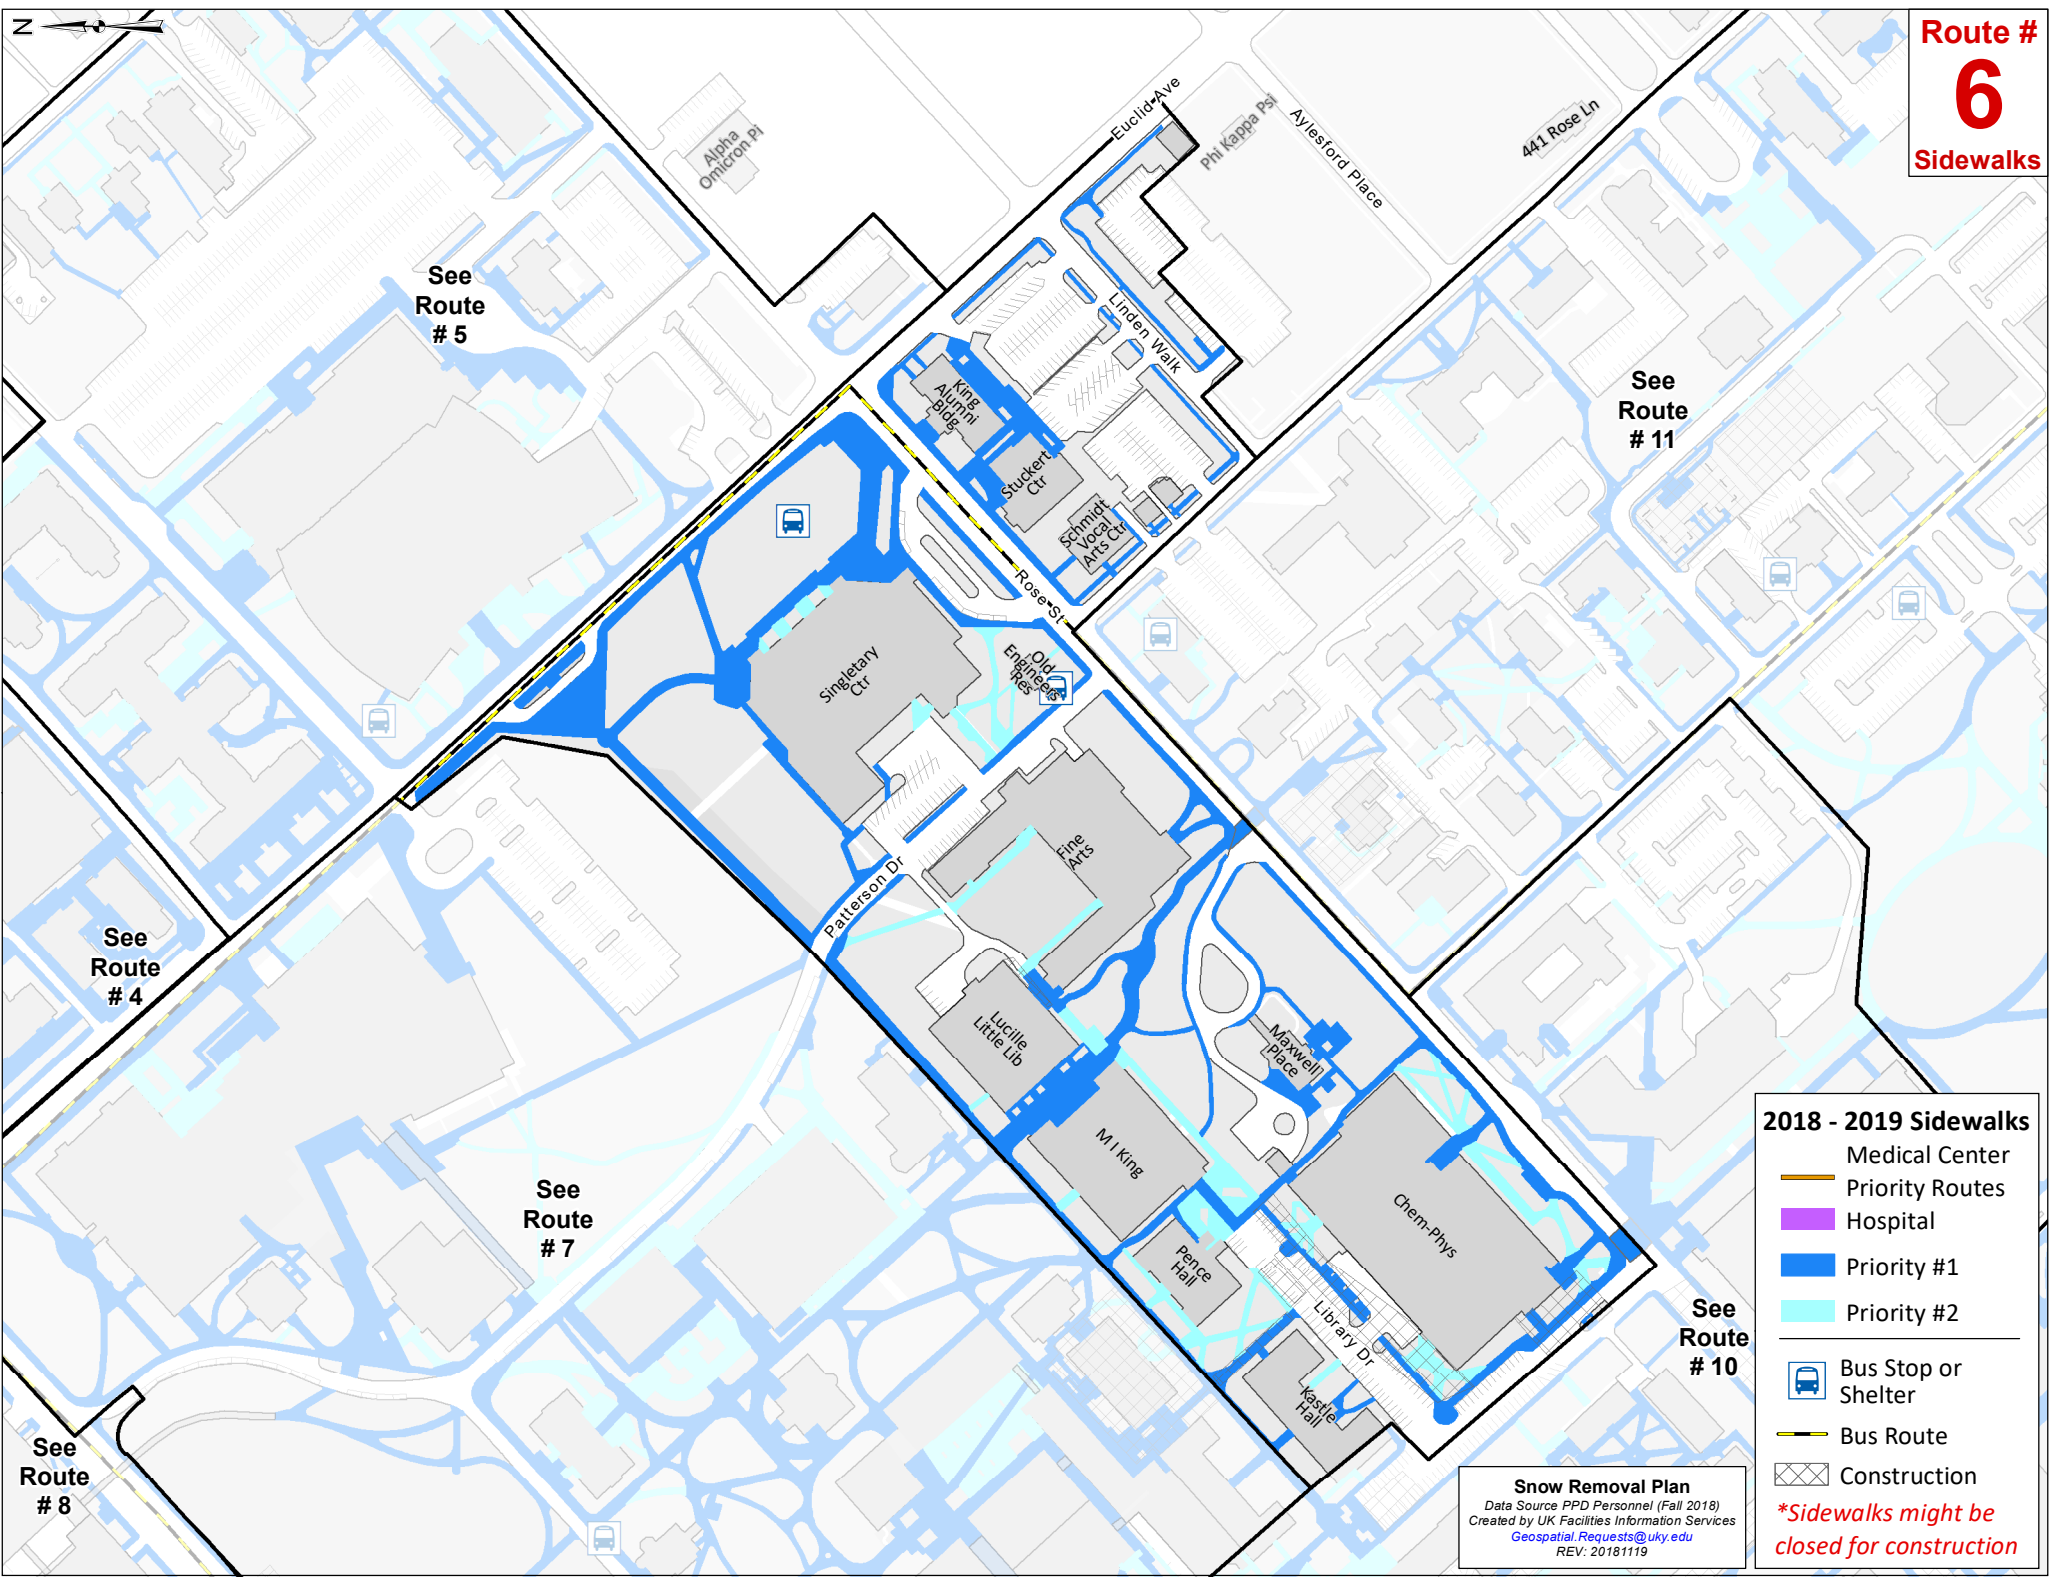 N
Route #
6
Sidewalks
Euclid Ave
Phi Kappa Psi
Aylesford Place
441 Rose Ln
Alpha
Omicron Pi
See
Route
# 5
Linden Walk
See
Route
# 11
King
Alumni
Bldg
Stuckert
Ctr
Schmidt
Vocal
Arts Ctr
Rose St
Old
Engineers
Res
Singletary
Ctr
Fine
Arts
Patterson Dr
See
Route
# 4
Lucille
Little Lib
Maxwell
Place
M I King
Chem-Phys
Pence
Hall
Library Dr
Kastle
Hall
See
Route
# 7
See
Route
# 10
See
Route
# 8
2018 - 2019 Sidewalks
Medical Center
Priority Routes
Hospital
Priority #1
Priority #2
Bus Stop or
Shelter
Bus Route
Construction
*Sidewalks might be
closed for construction
Snow Removal Plan
Data Source PPD Personnel (Fall 2018)
Created by UK Facilities Information Services
Geospatial.Requests@uky.edu
REV: 20181119